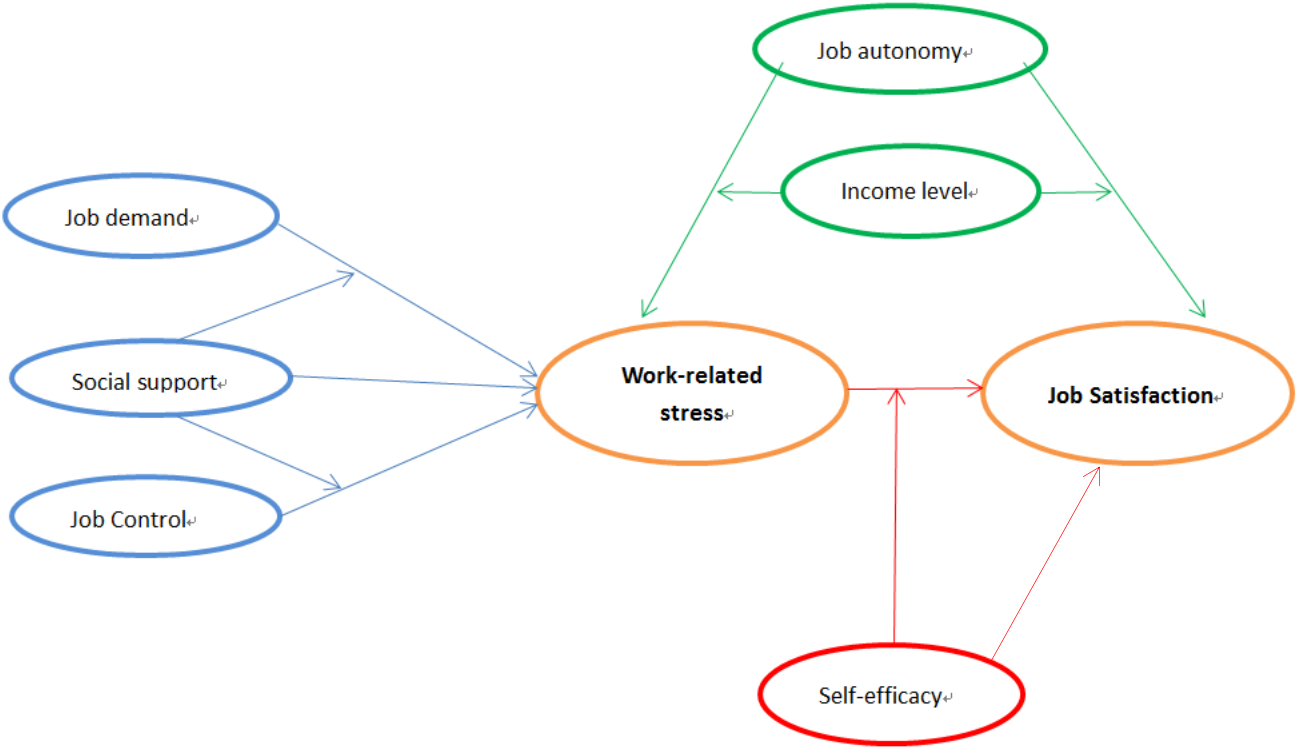 Job autonomy
Income level
Job demand
Social support
Job Control
Work-related
stress
Job Satisfaction
Self-efficacy